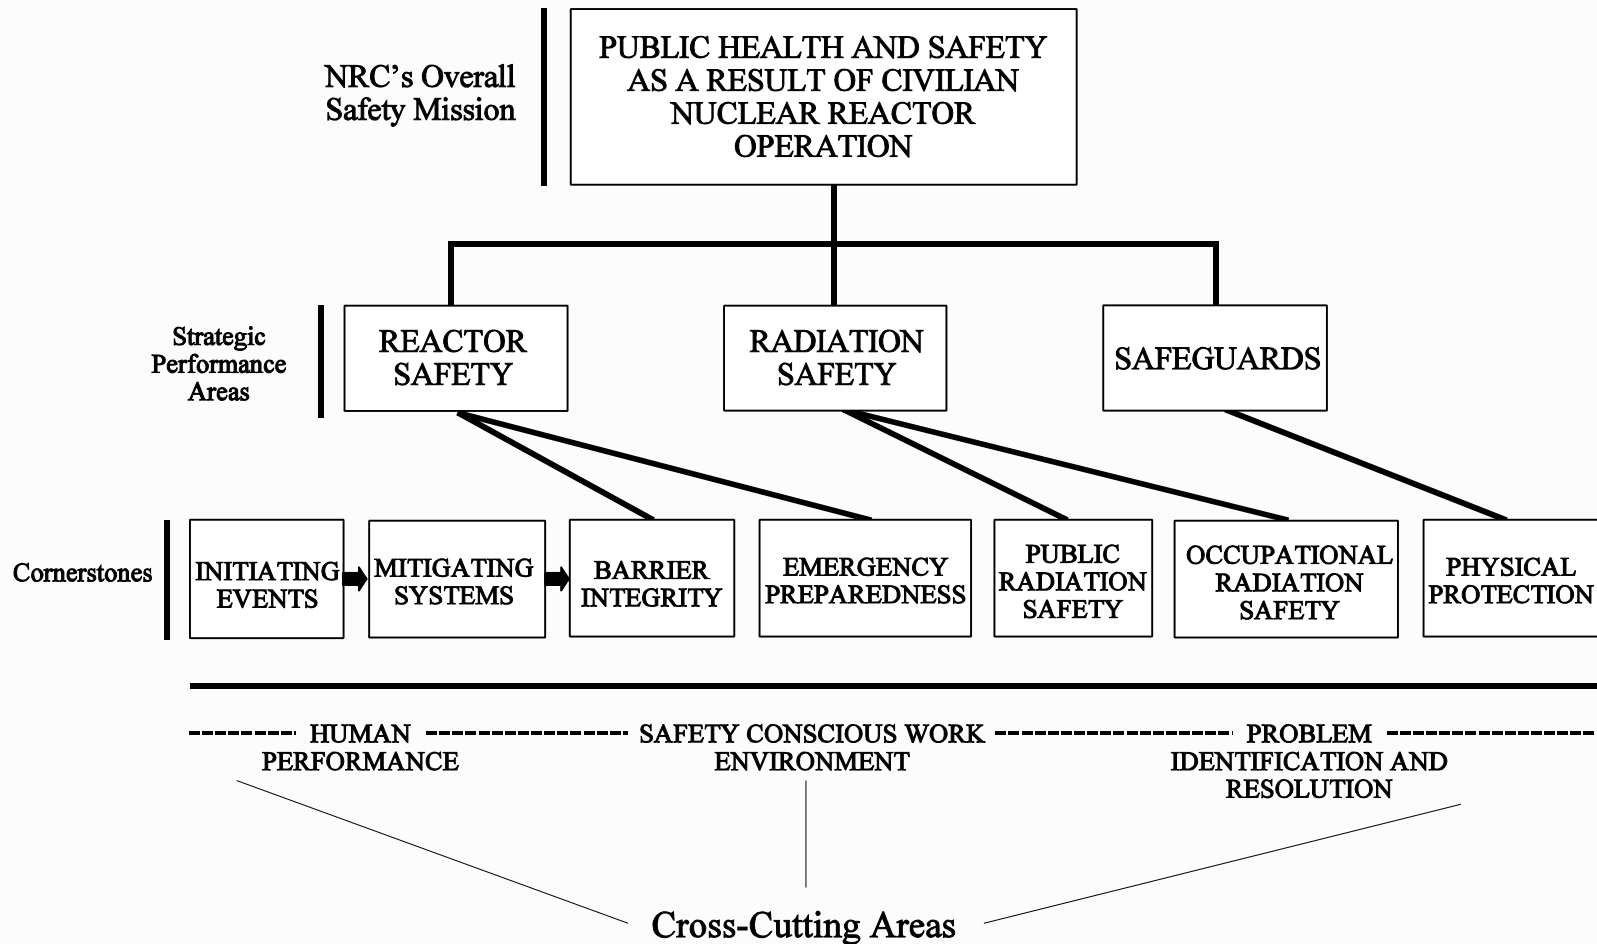 NRC's Overall
Safety Mission
PUBLIC HEALTH AND SAFETY
AS A RESULT OF CIVILIAN
NUCLEAR REACTOR
OPERATION
Strategic
Performance
Areas
REACTOR
SAFETY
RADIATION
SAFETY
SAFEGUARDS
Cornerstones
INITIATING
EVENTS
MITIGATING
SYSTEMS
BARRIER
INTEGRITY
EMERGENCY
PREPAREDNESS
PUBLIC
RADIATION
SAFETY
OCCUPATIONAL
RADIATION
SAFETY
PHYSICAL
PROTECTION
HUMAN
PERFORMANCE
SAFETY CONSCIOUS WORK
ENVIRONMENT
PROBLEM
IDENTIFICATION AND
RESOLUTION
Cross-Cutting Areas